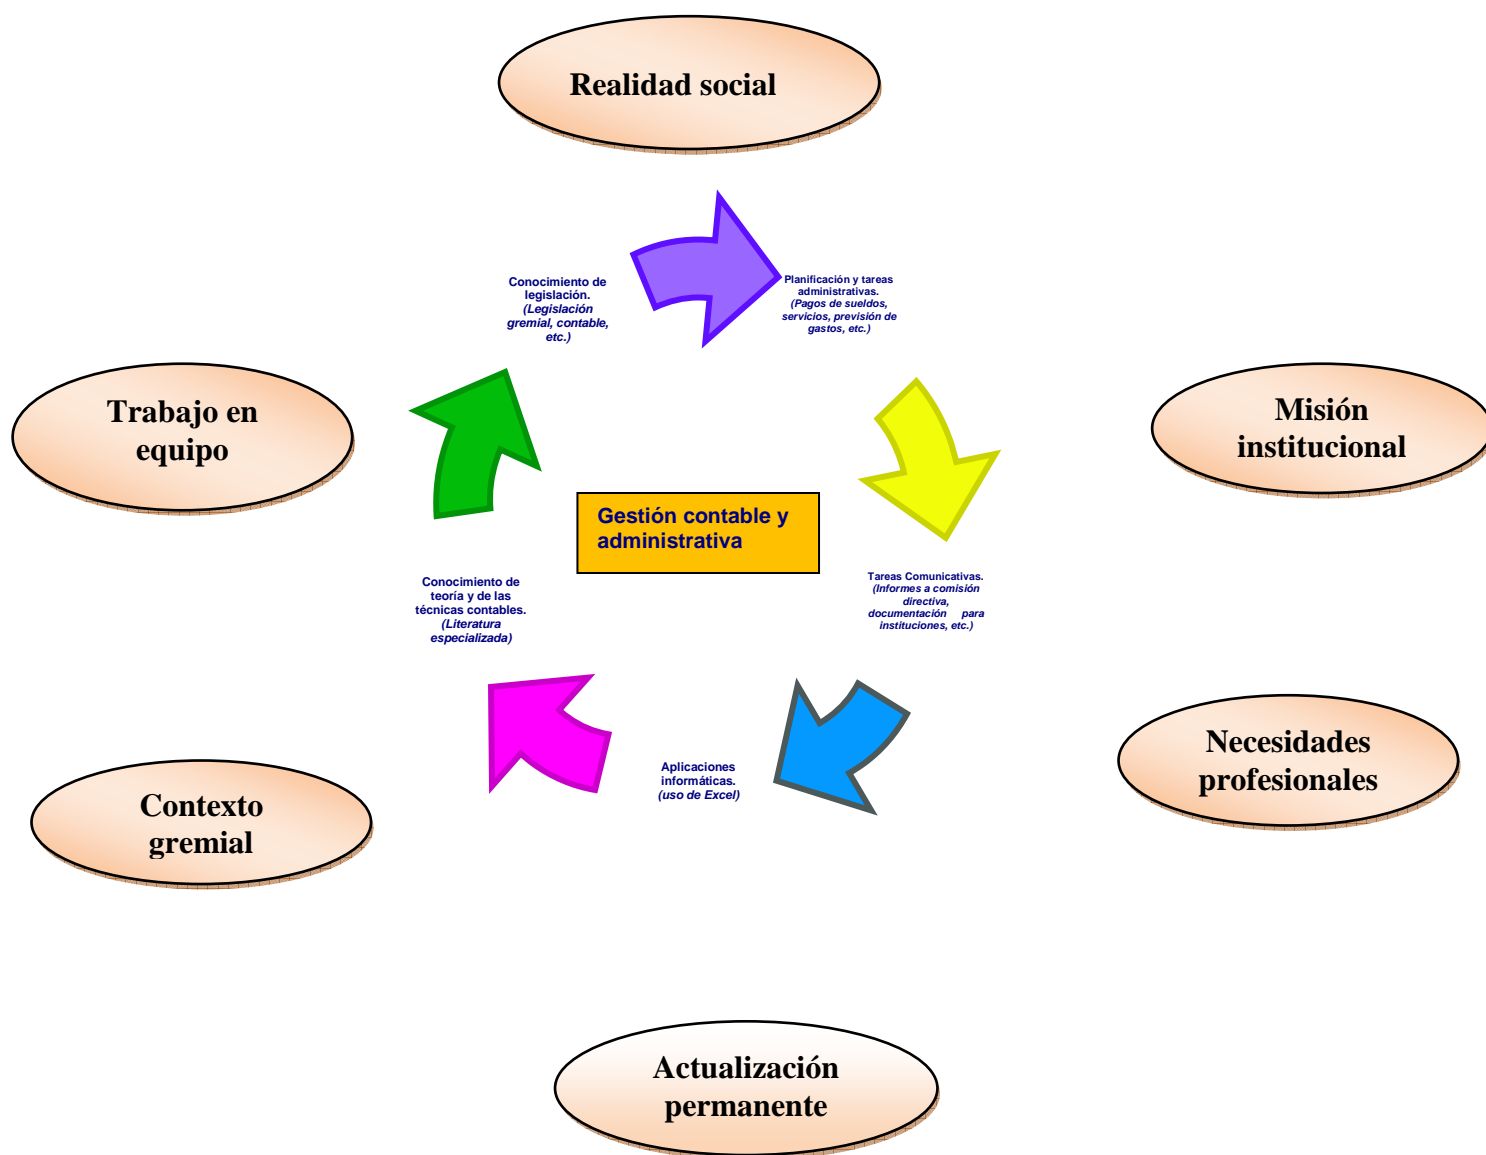 Realidad social
Conocimiento de
legislación.
(Legislación
gremial, contable,
etc.)
Planificación y tareas
administrativas.
(Pagos de sueldos,
servicios, previsión de
gastos, etc.)
Trabajo en
equipo
Misión
institucional
Gestión contable y
administrativa
Conocimiento de
teoría y de las
técnicas contables.
(Literatura
especializada)
Tareas Comunicativas.
(Informes a comisión
directiva,
documentación para
instituciones, etc.)
Necesidades
profesionales
Aplicaciones
informáticas.
(uso de Excel)
Contexto
gremial
Actualización
permanente